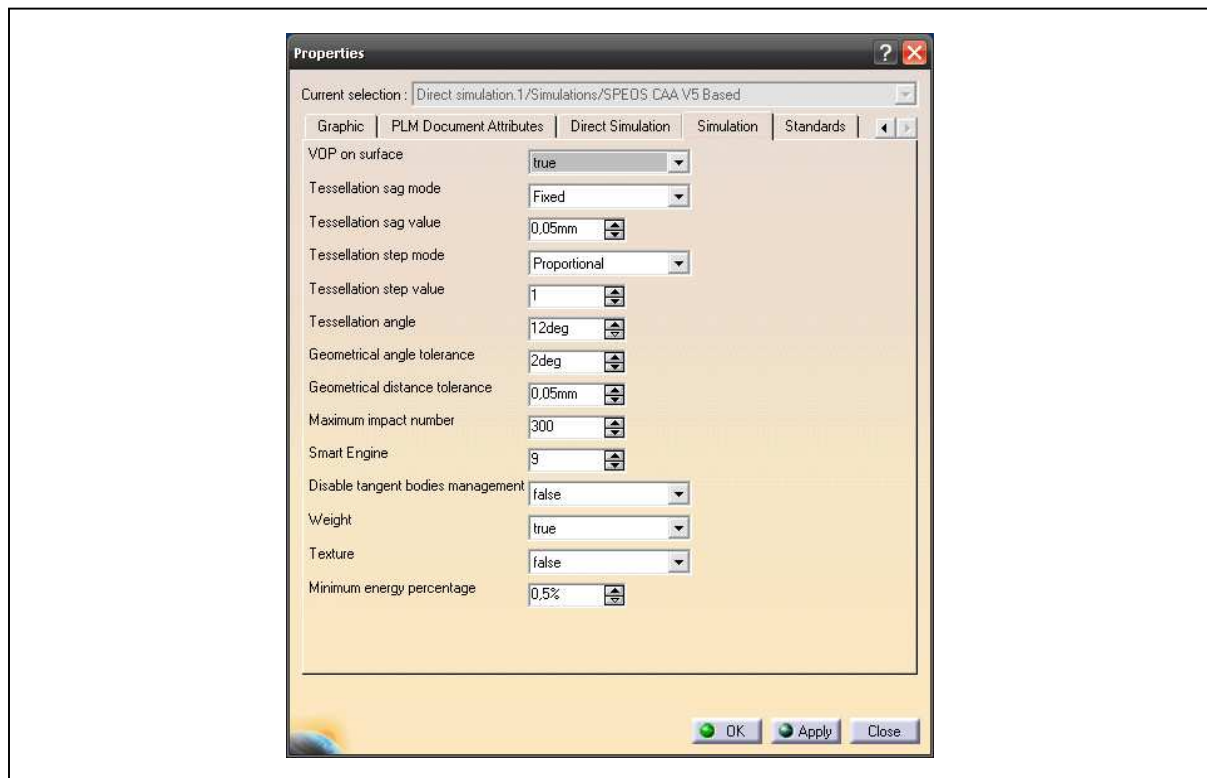 Properties
?
Current selection : Direct simulation.1/Simulations/SPEOS CAA V5 Based
Graphic PLM Document Attributes Direct Simulation Simulation Standards
VOP on surface true
Tessellation sag mode Fixed
Tessellation sag value 0,05mm
Tessellation step mode Proportional
Tessellation step value 1
Tessellation angle 12deg
Geometrical angle tolerance 2deg
Geometrical distance tolerance 0,05mm
Maximum impact number 300
Smart Engine 9
Disable tangent bodies management false
Weight true
Texture false
Minimum energy percentage 0,5%
OK Apply Close